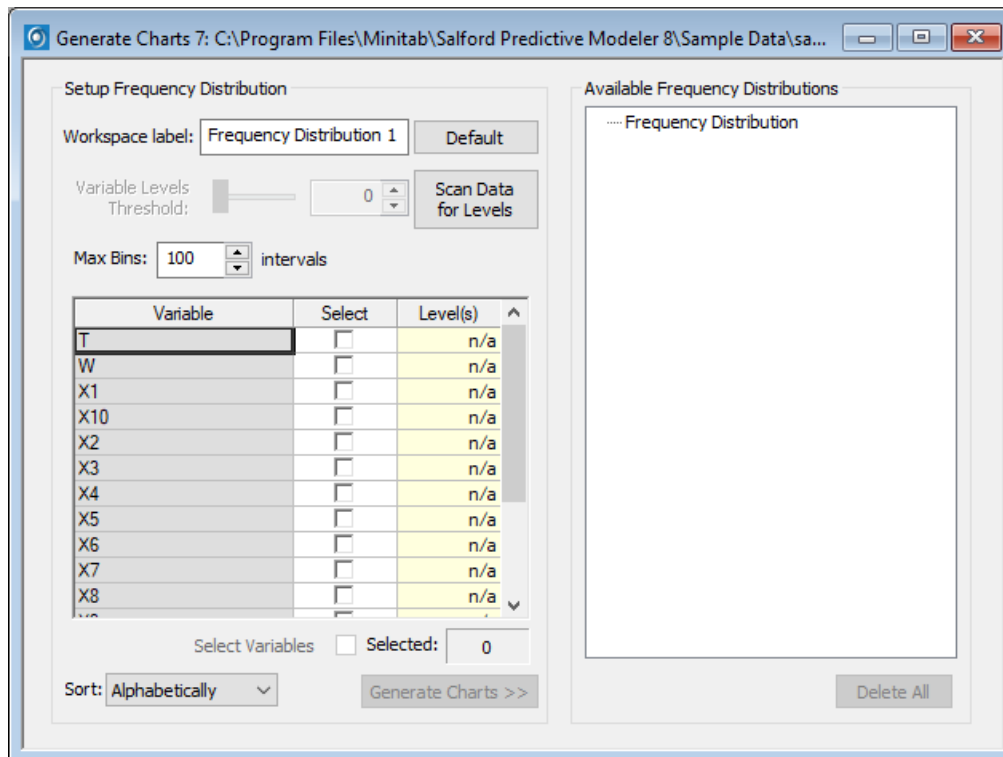 Generate Charts 7: C:\Program Files\Minitab\Salford Predictive Modeler 8\Sample Data\sa...
Setup Frequency Distribution
Workspace label: Frequency Distribution 1 Default
Variable Levels Threshold: 0 Scan Data for Levels
Max Bins: 100 intervals
Variable Select Level(s)
T n/a
W n/a
X1 n/a
X10 n/a
X2 n/a
X3 n/a
X4 n/a
X5 n/a
X6 n/a
X7 n/a
X8 n/a
Select Variables Selected: 0
Sort: Alphabetically Generate Charts >>
Available Frequency Distributions
Frequency Distribution
Delete All